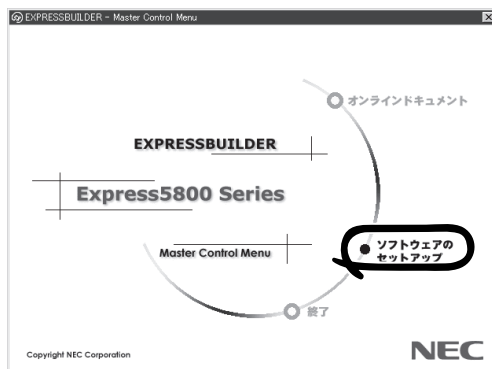 EXPRESSBUILDER - Master Control Menu
オンラインドキュメント
EXPRESSBUILDER
Express5800 Series
ソフトウェアの
セットアップ
Master Control Menu
終了
Copyright NEC Corporation
NEC